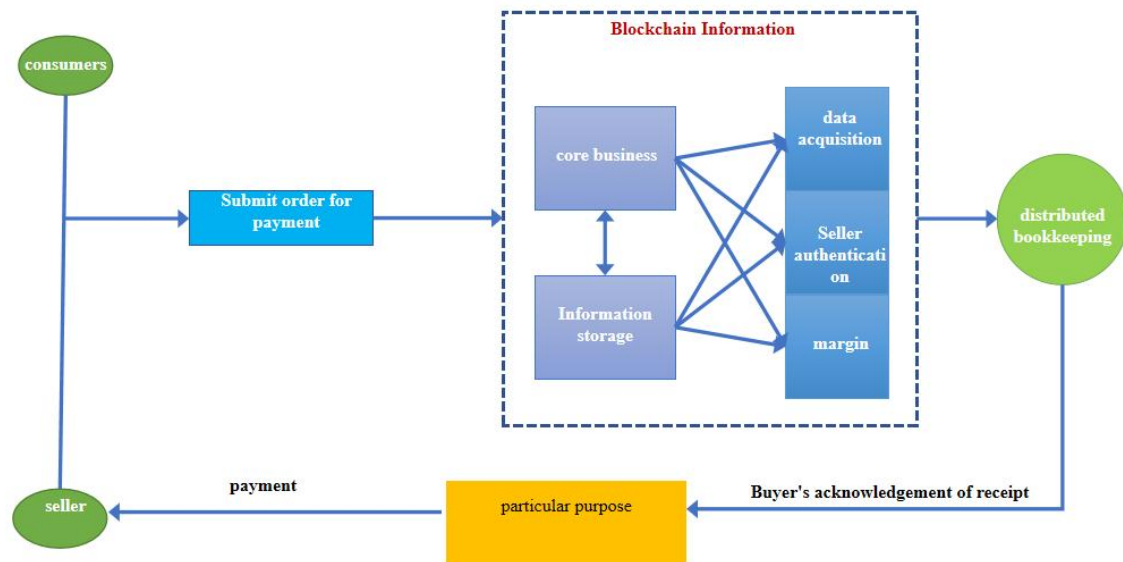 Blockchain Information
consumers
data
acquisition
core business
Submit order for
payment
distributed
bookkeeping
Seller
authenticati
on
Information
storage
margin
payment
Buyer's acknowledgement of receipt
seller
particular purpose